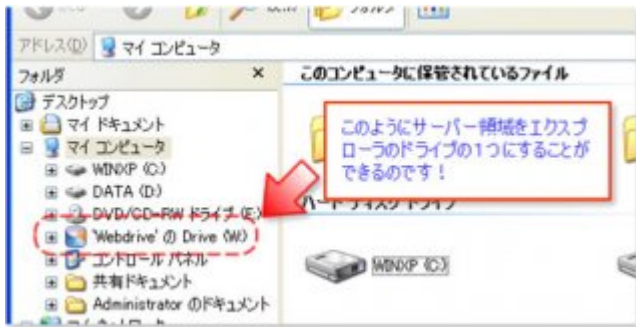 フォルダ
アドレス(D) マイ コンピュータ
フォルダ ×
このコンピュータに保管されているファイル
デスクトップ
マイ ドキュメント
マイ コンピュータ
WINXP (C:)
DATA (D:)
DVD/CD-RW ドライブ (E:)
'Webdrive' の Drive (W:)
コントロール パネル
共有ドキュメント
Administrator のドキュメント
このようにサーバー領域をエクスプ
ローラのドライブの1つにすることが
できるのです！
ハード ディスク ドライブ
WINXP (C:)